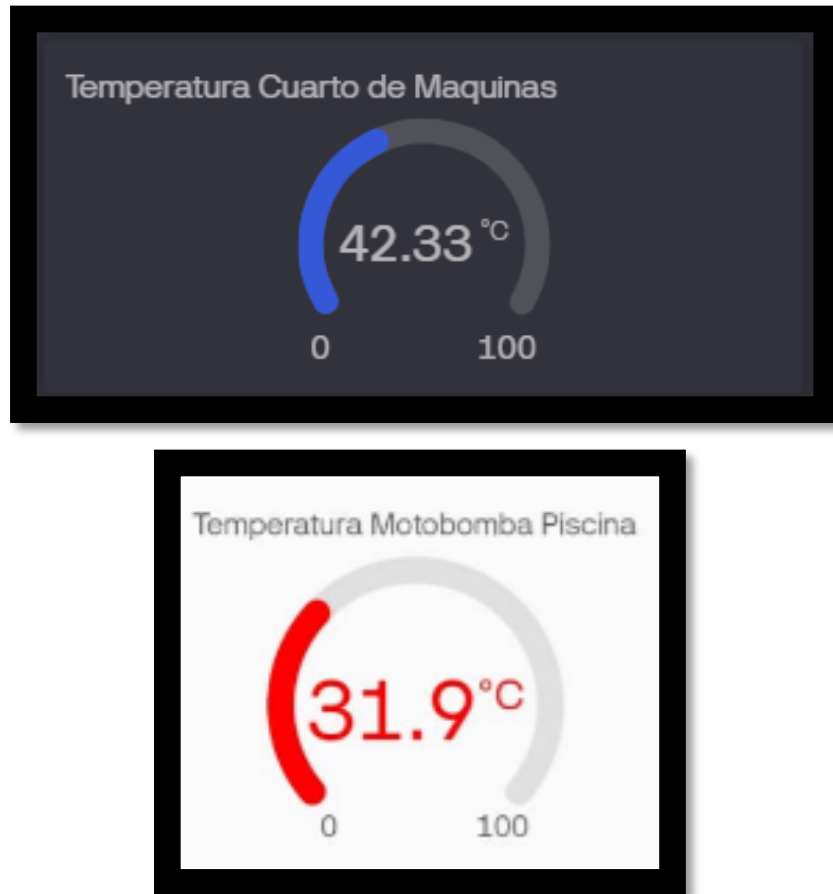 Temperatura Cuarto de Maquinas
42.33 °C
0 100
Temperatura Motobomba Piscina
31.9 °C
0 100